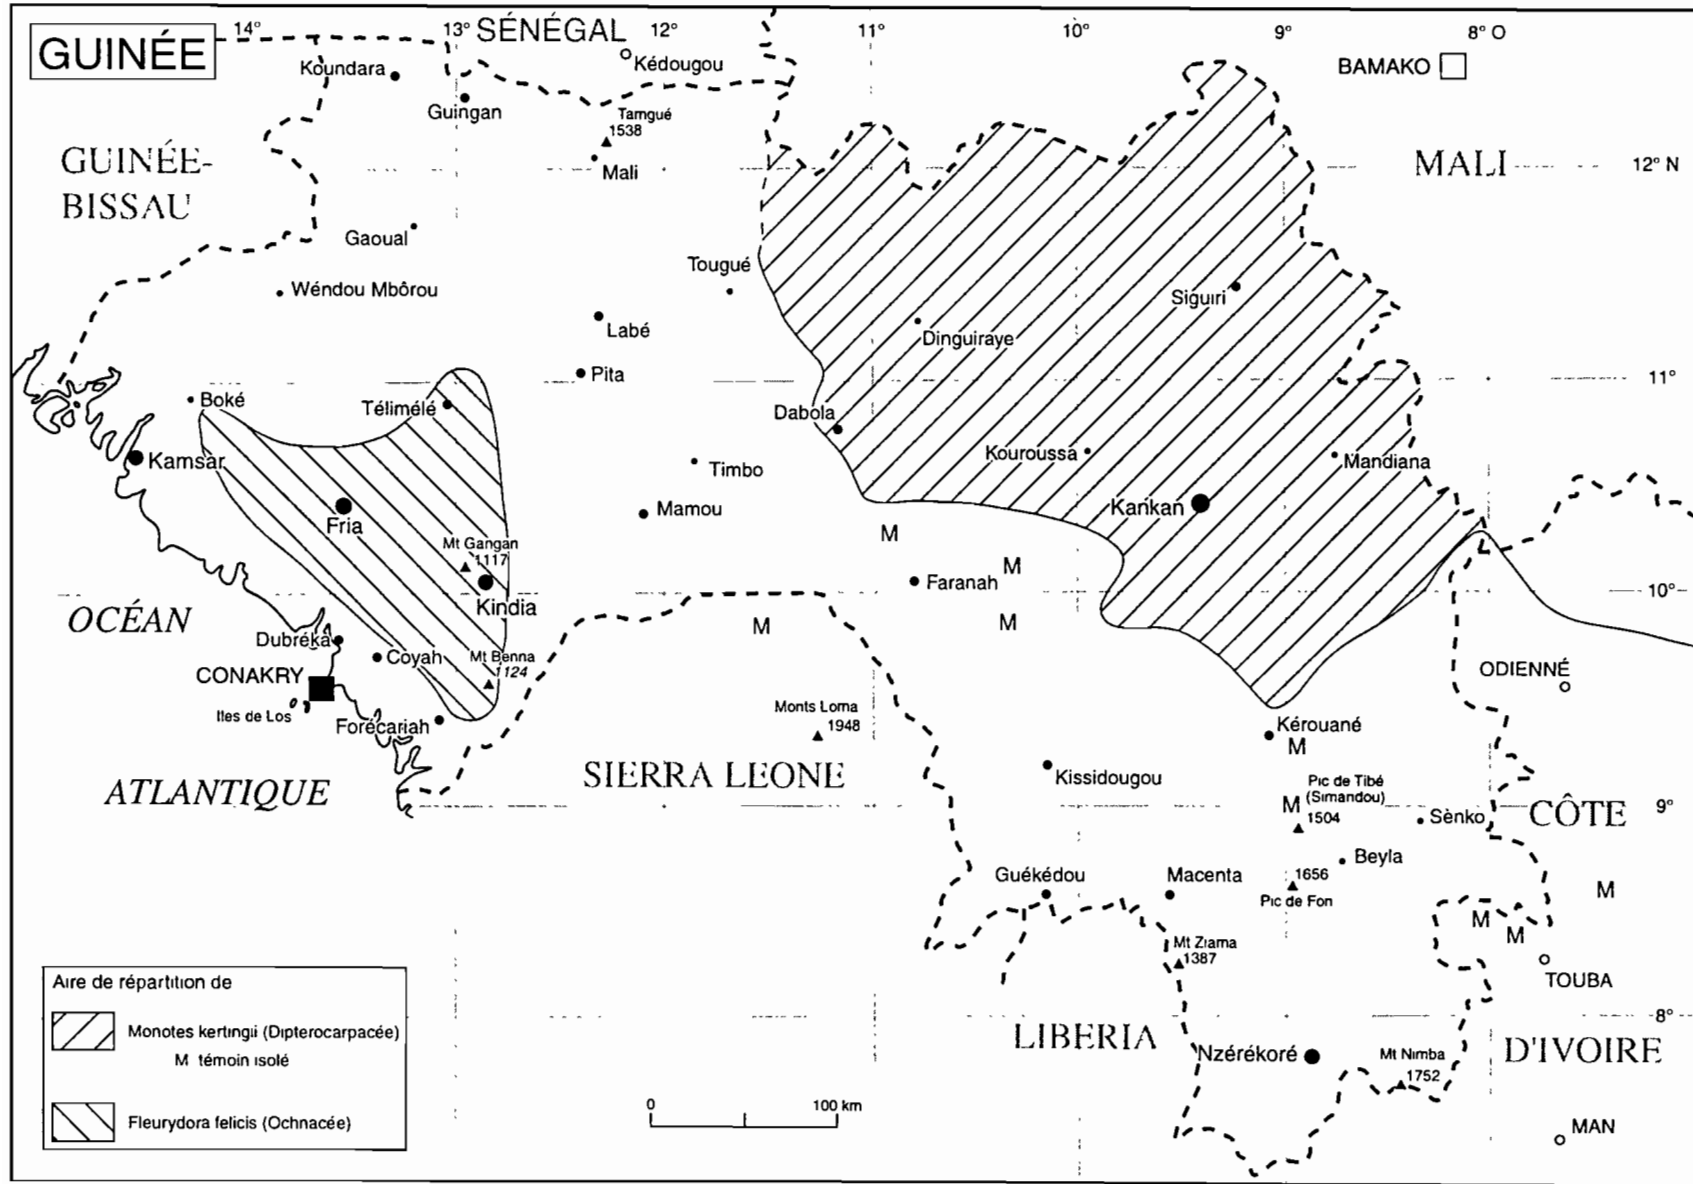 GUINÉE
14°
13°
SÉNÉGAL
12°
11°
10°
9°
8° O
Kédougou
BAMAKO
Koundara
Guingan
Tamgué
1538
Mali
GUINÉE-
BISSAU
MALI
12° N
Gaoual
Wéndou Mbôrou
Tougué
Siguiri
Labé
Dinguiraye
Pita
11°
Boké
Télimélé
Dabola
Kamsar
Timbo
Kouroussa
Mandiana
Fria
Mamou
Kankan
Mt Gangan
1117
M
M
Kindia
Faranah
10°
OCÉAN
M
M
Dubréka
Coyah
Mt Benna
1124
CONAKRY
ODIENNÉ
Iles de Los
Forécariah
Monts Loma
1948
Kérouané
M
ATLANTIQUE
SIERRA LEONE
Kissidougou
Pic de Tibé
(Simandou)
M
1504
Sènko
CÔTE
9°
Beyla
Guékédou
Macenta
1656
Pic de Fon
M
M
M
Mt Ziama
1387
TOUBA
Aire de répartition de
Monotes kertingii (Dipterocarpacée)
M témoin isolé
Fleurydora felicis (Ochnacée)
8°
LIBERIA
Nzérékoré
Mt Nimba
1752
D'IVOIRE
0
100 km
MAN